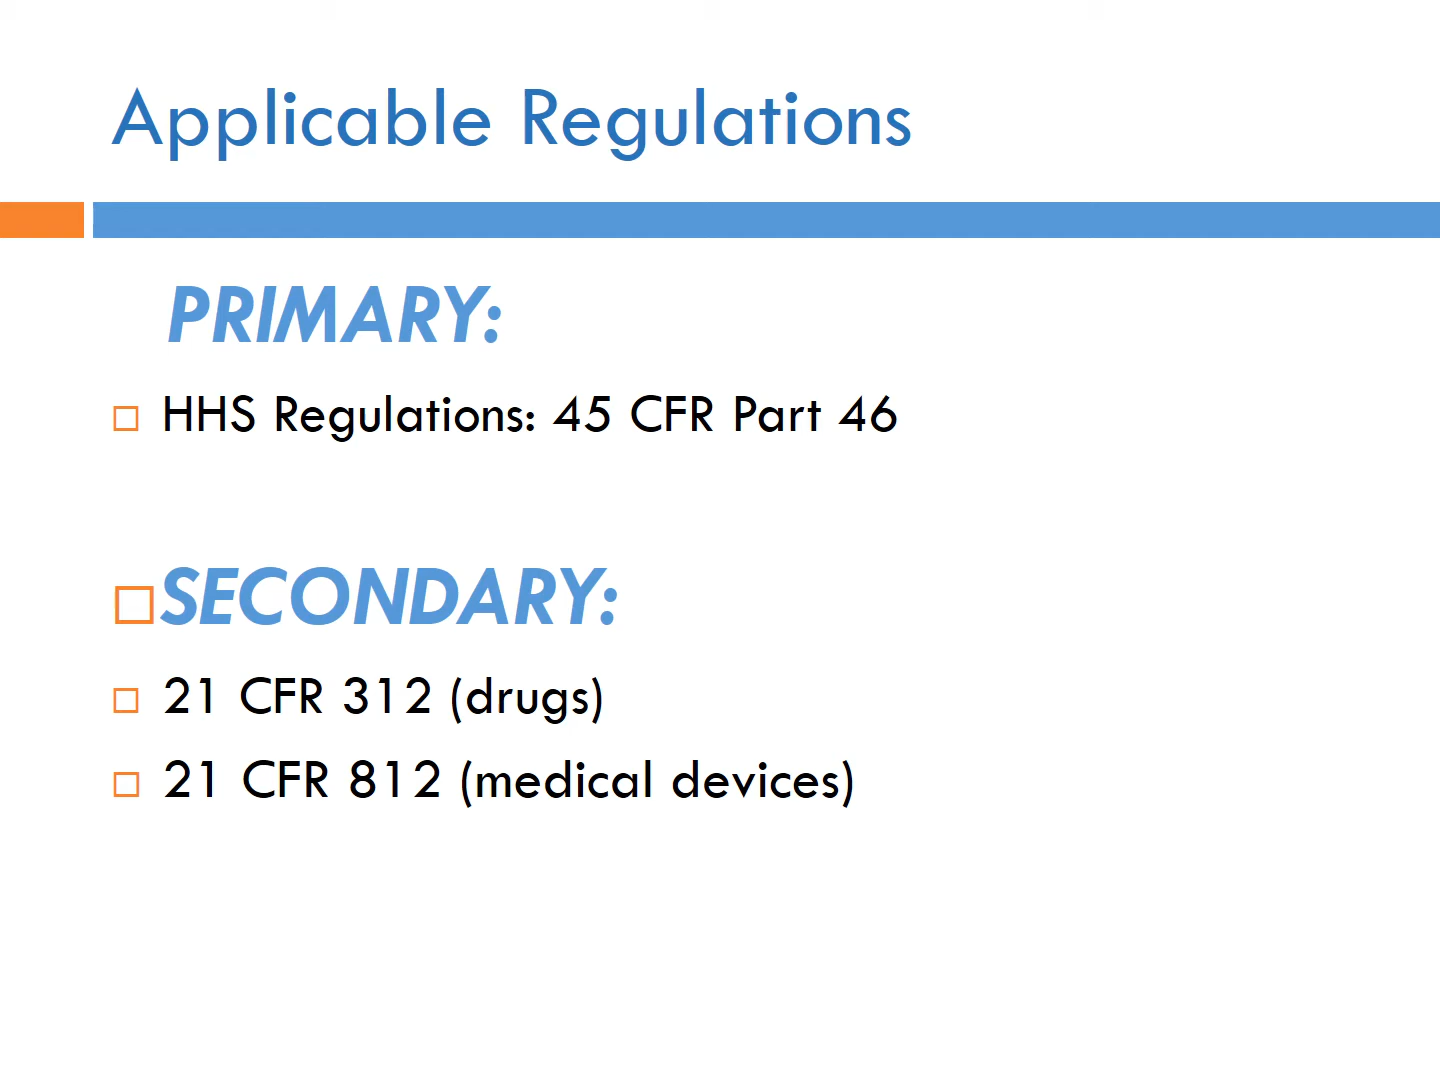 Applicable Regulations
PRIMARY:
HHS Regulations: 45 CFR Part 46
SECONDARY:
21 CFR 312 (drugs)
21 CFR 812 (medical devices)